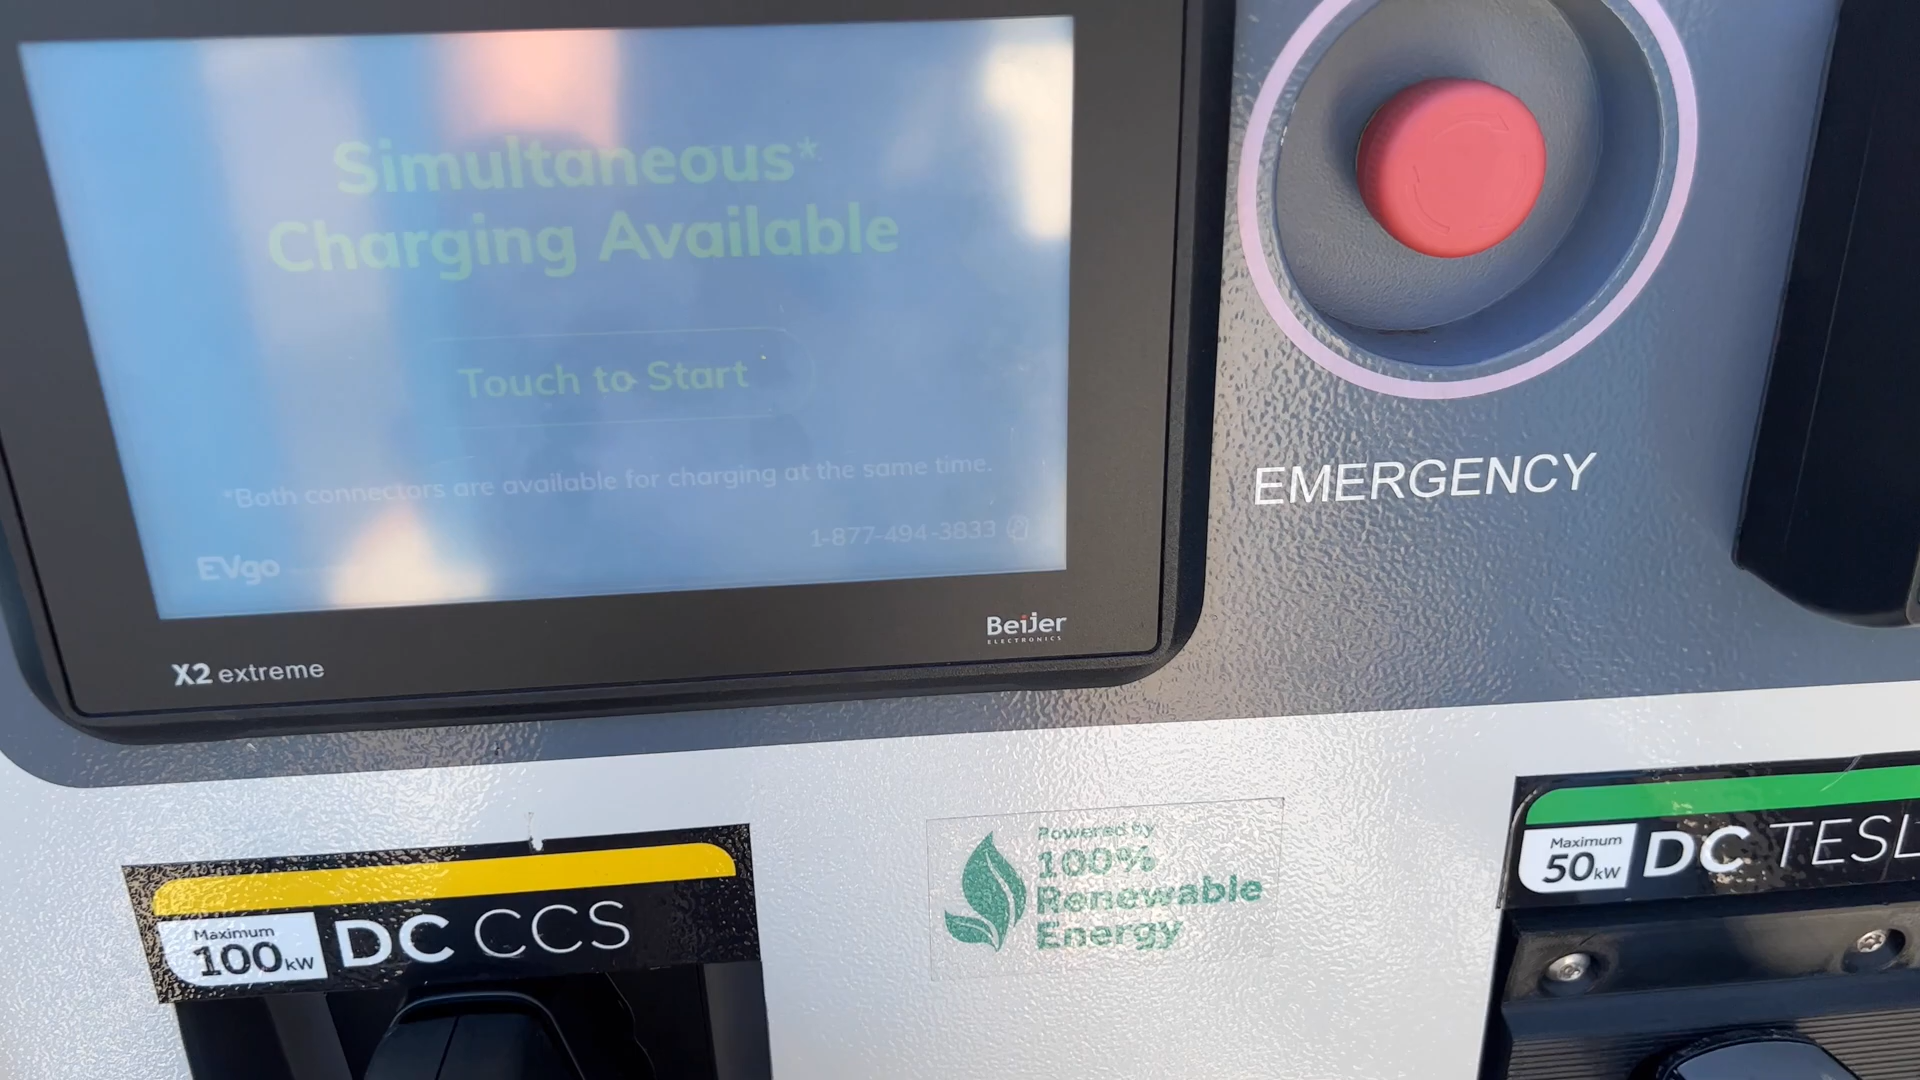 Simultaneous*
Charging Available
Touch to Start
*Both connectors are available for charging at the same time.
1-877-494-3833
EVgo
Beijer
ELECTRONICS
X2 extreme
EMERGENCY
Maximum
100 kW
DC CCS
Powered by
100%
Renewable
Energy
Maximum
50 kW
DC TESL